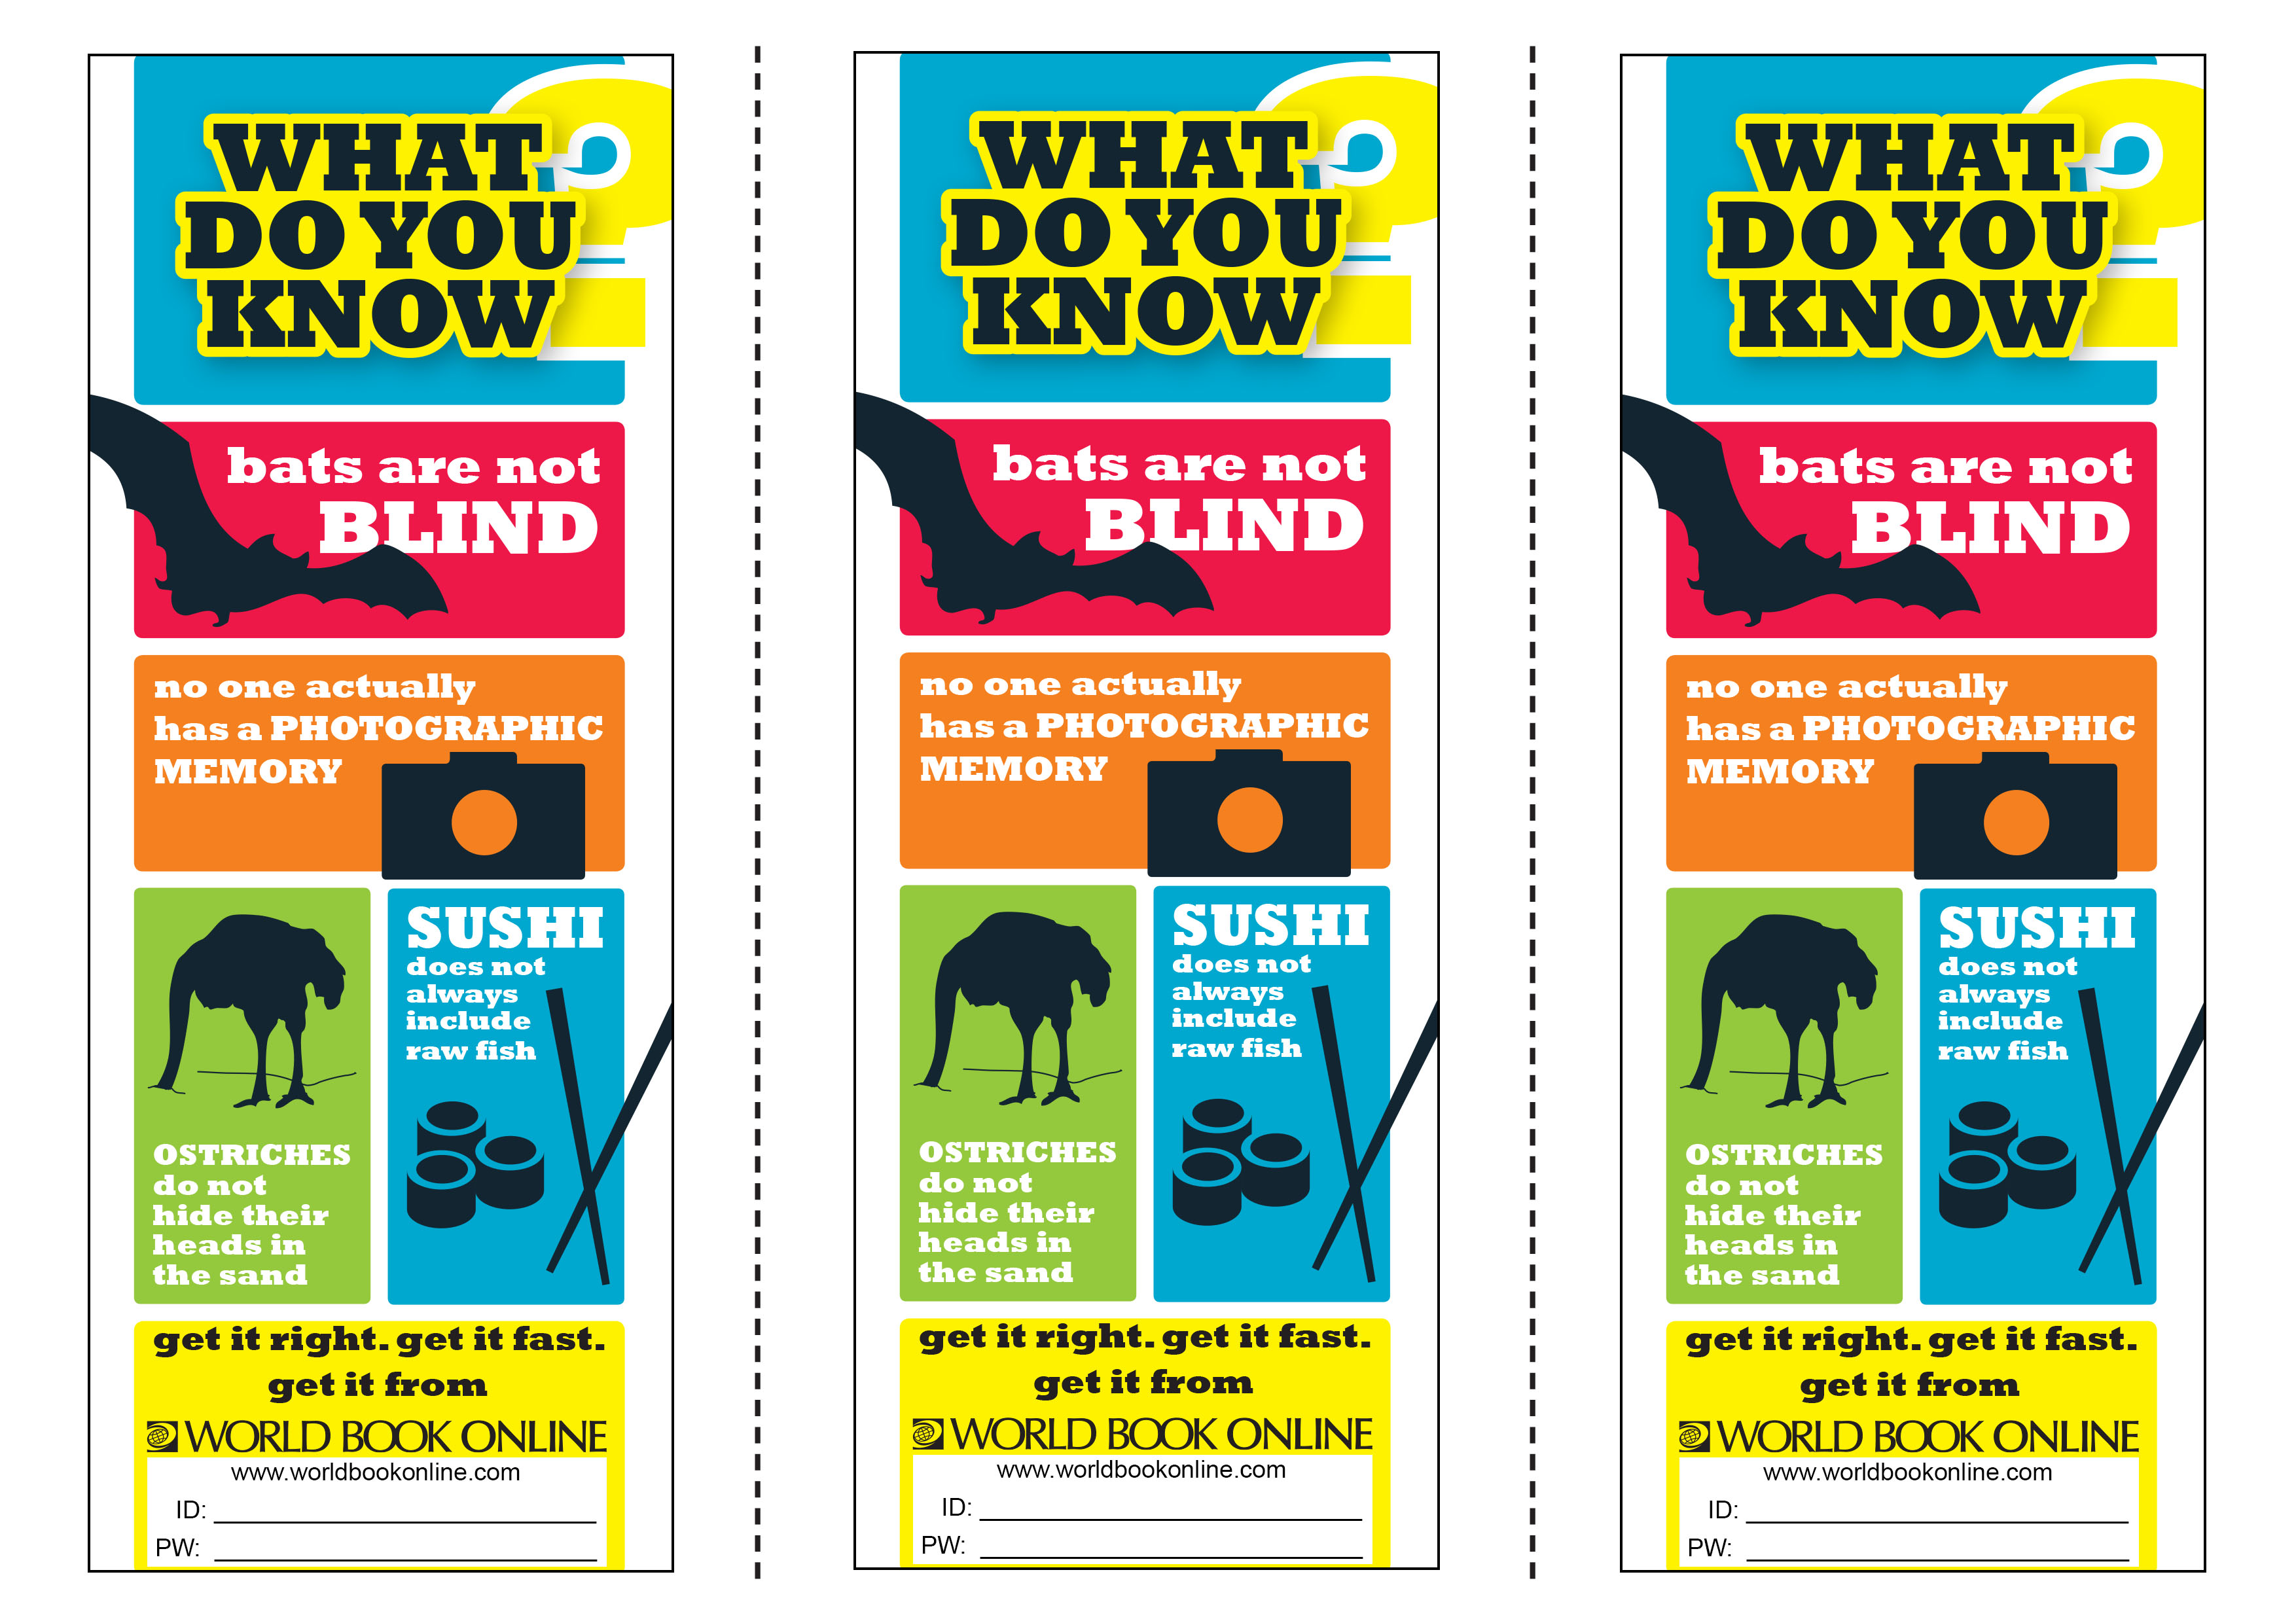 WHAT
DO YOU
KNOW
bats are not
BLIND
no one actually
has a PHOTOGRAPHIC
MEMORY
OSTRICHES
do not
hide their
heads in
the sand
SUSHI
does not
always
include
raw fish
get it right. get it fast.
get it from
WORLD BOOK ONLINE
www.worldbookonline.com
ID:
PW:
WHAT
DO YOU
KNOW
bats are not
BLIND
no one actually
has a PHOTOGRAPHIC
MEMORY
OSTRICHES
do not
hide their
heads in
the sand
SUSHI
does not
always
include
raw fish
get it right. get it fast.
get it from
WORLD BOOK ONLINE
www.worldbookonline.com
ID:
PW:
WHAT
DO YOU
KNOW
bats are not
BLIND
no one actually
has a PHOTOGRAPHIC
MEMORY
OSTRICHES
do not
hide their
heads in
the sand
SUSHI
does not
always
include
raw fish
get it right. get it fast.
get it from
WORLD BOOK ONLINE
www.worldbookonline.com
ID:
PW: